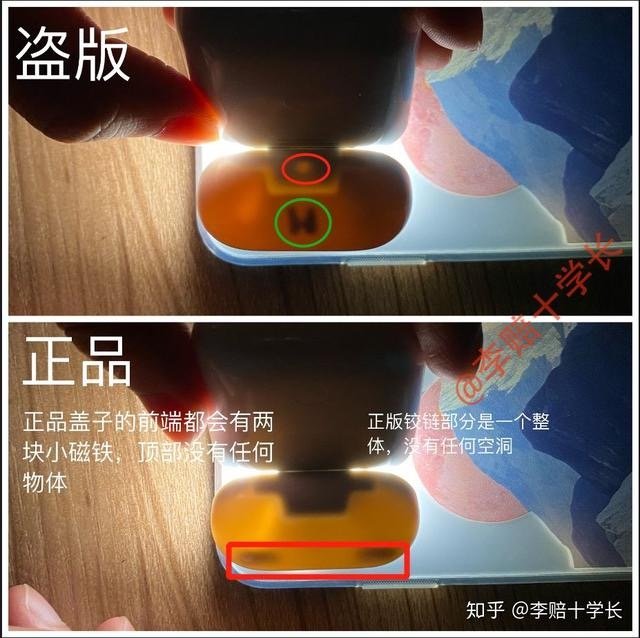 盗版
@李赔十学长
正品
正品盖子的前端都会有两
块小磁铁，顶部没有任何
物体
正版铰链部分是一个整
体，没有任何空洞
知乎 @李赔十学长